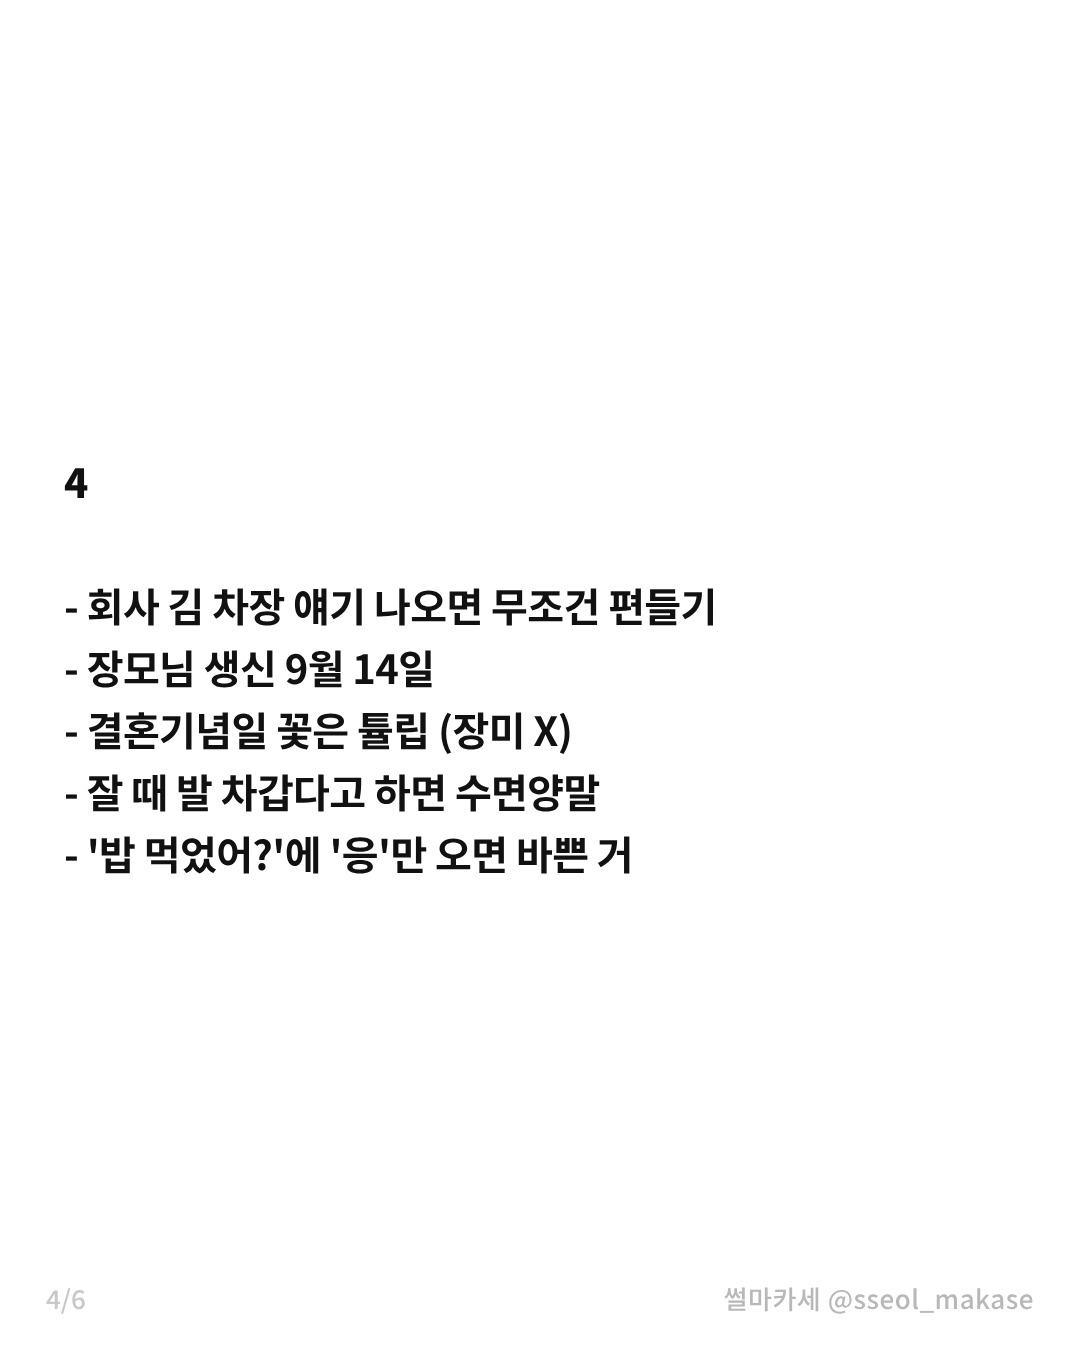 4
- 회사 김 차장 얘기 나오면 무조건 편들기
- 장모님 생신 9월 14일
- 결혼기념일 꽃은 튤립 (장미 X)
- 잘 때 발 차갑다고 하면 수면양말
- '밥 먹었어?'에 '응'만 오면 바쁜 거
4/6
썰마카세 @sseol_makase